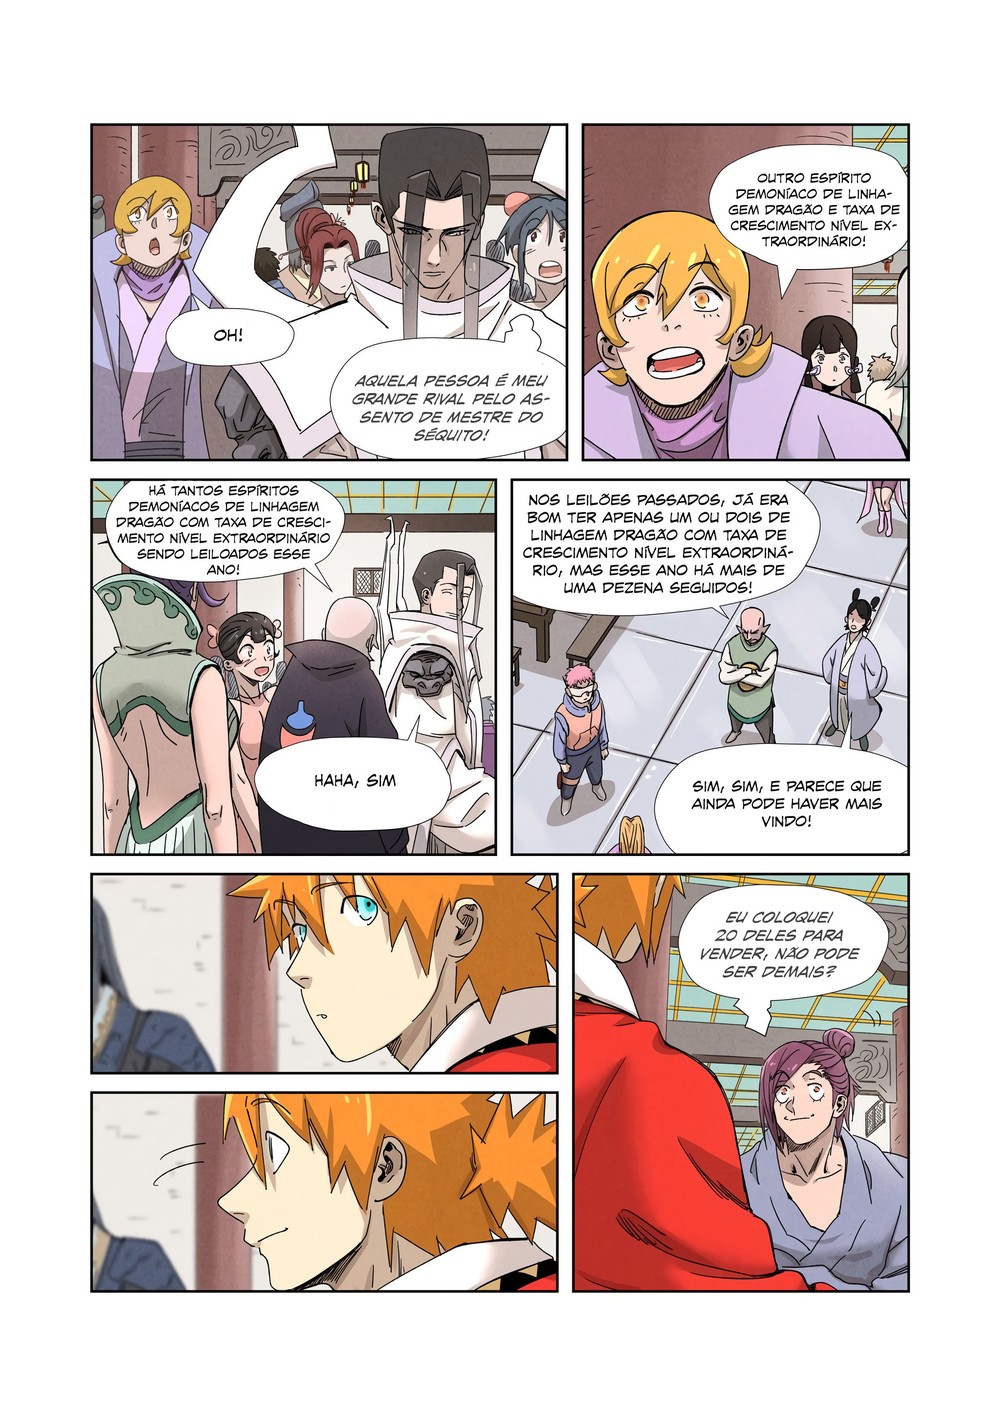 OH!
AQUELA PESSOA É MEU
GRANDE RIVAL PELO AS-
SENTO DE MESTRE DO
SÉQUITO!
OUTRO ESPÍRITO
DEMONÍACO DE LINHA-
GEM DRAGÃO E TAXA DE
CRESCIMENTO NÍVEL EX-
TRAORDINÁRIO!
HÁ TANTOS ESPÍRITOS
DEMONÍACOS DE LINHAGEM
DRAGÃO COM TAXA DE CRESCI-
MENTO NÍVEL EXTRAORDINÁRIO
SENDO LEILOADOS ESSE
ANO!
HAHA, SIM
NOS LEILÕES PASSADOS, JÁ ERA
BOM TER APENAS UM OU DOIS DE
LINHAGEM DRAGÃO COM TAXA DE
CRESCIMENTO NÍVEL EXTRAORDINÁ-
RIO, MAS ESSE ANO HÁ MAIS DE
UMA DEZENA SEGUIDOS!
SIM, SIM, E PARECE QUE
AINDA PODE HAVER MAIS
VINDO!
EU COLOQUEI
20 DELES PARA
VENDER, NÃO PODE
SER DEMAIS?